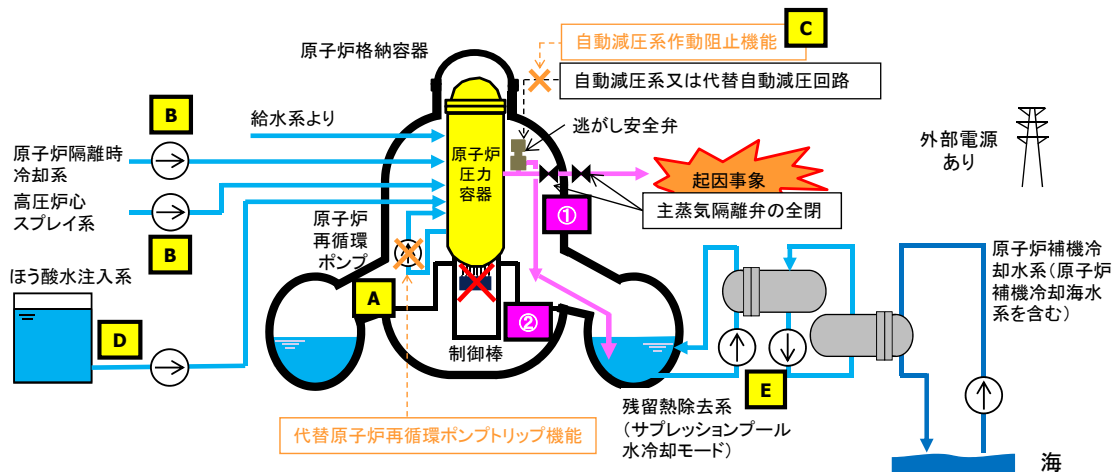 原子炉格納容器
自動減圧系作動阻止機能
C
自動減圧系又は代替自動減圧回路
B
給水系より
逃がし安全弁
外部電源
あり
原子炉隔離時
冷却系
原子炉
圧力
容器
起因事象
高圧炉心
スプレイ系
主蒸気隔離弁の全閉
B
①
原子炉
再循環
ポンプ
原子炉補機冷
却水系(原子炉
補機冷却海水
系を含む)
ほう酸水注入系
A
D
②
制御棒
E
残留熱除去系
(サプレッションプール
水冷却モード)
代替原子炉再循環ポンプトリップ機能
海